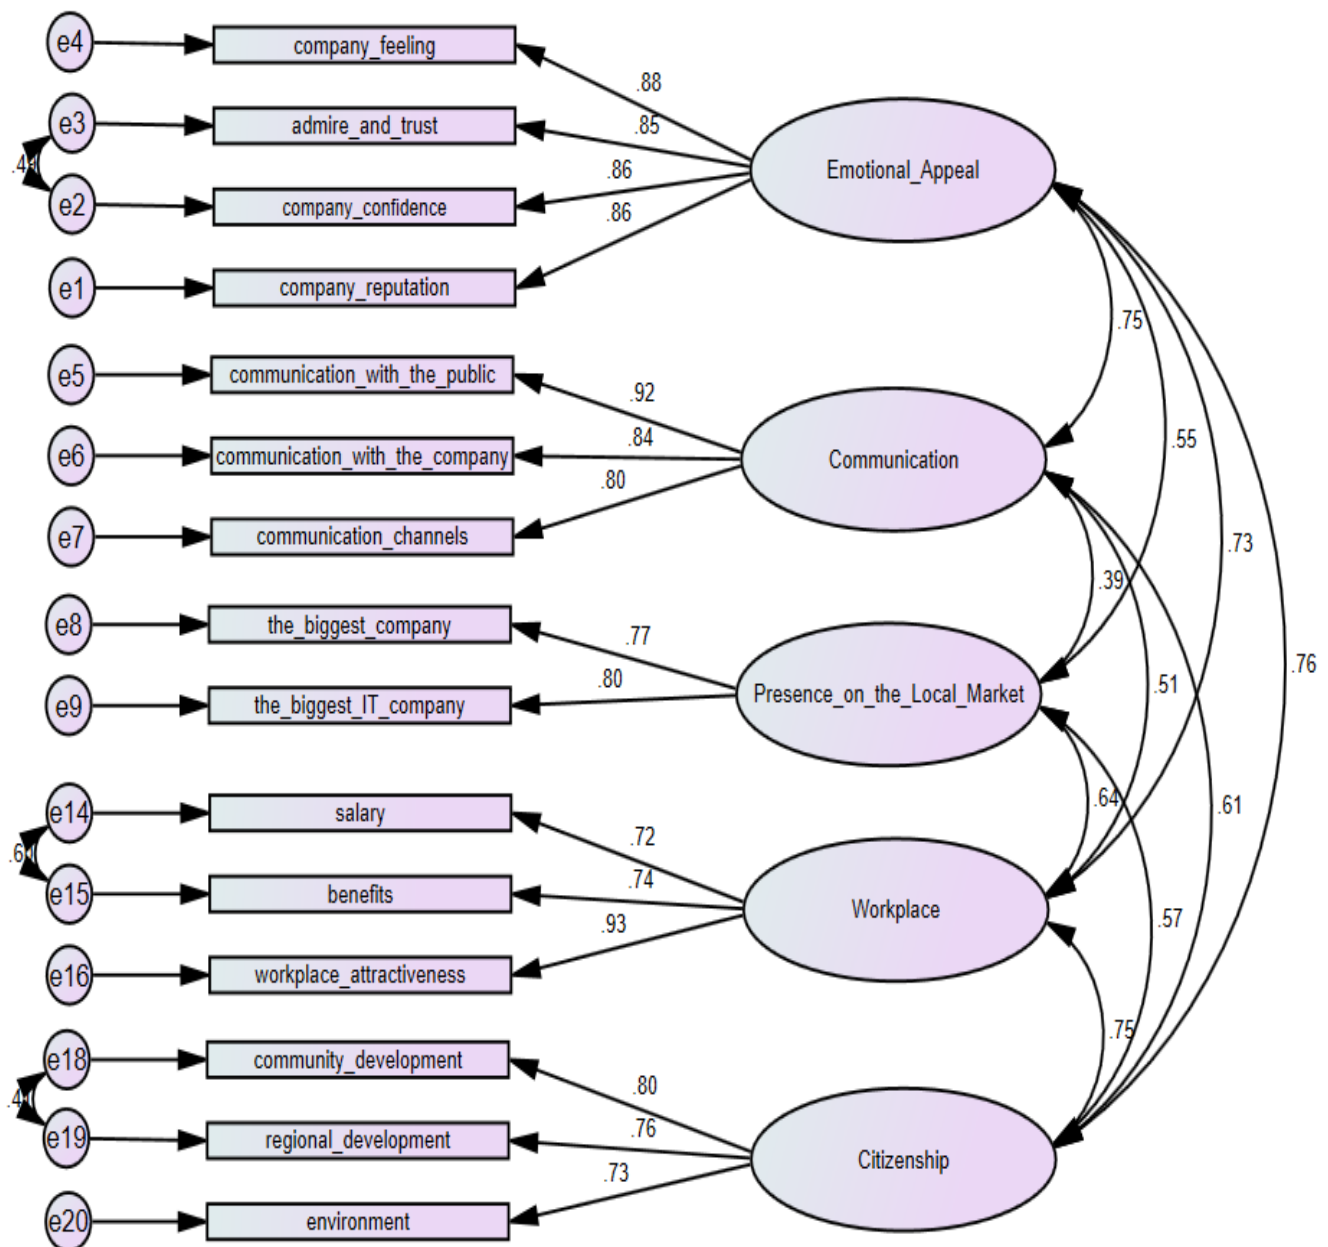 e4
company_feeling
.88
e3
admire_and_trust
.85
Emotional_Appeal
e2
company_confidence
.86
e1
company_reputation
.86
.75
e5
communication_with_the_public
.92
.55
e6
communication_with_the_company
.84
Communication
e7
communication_channels
.80
.73
.39
e8
the_biggest_company
.77
.76
e9
the_biggest_IT_company
.80
Presence_on_the_Local_Market
.51
e14
salary
.72
.64
.61
e15
benefits
.74
Workplace
.57
e16
workplace_attractiveness
.93
.75
e18
community_development
.80
e19
regional_development
.76
Citizenship
e20
environment
.73